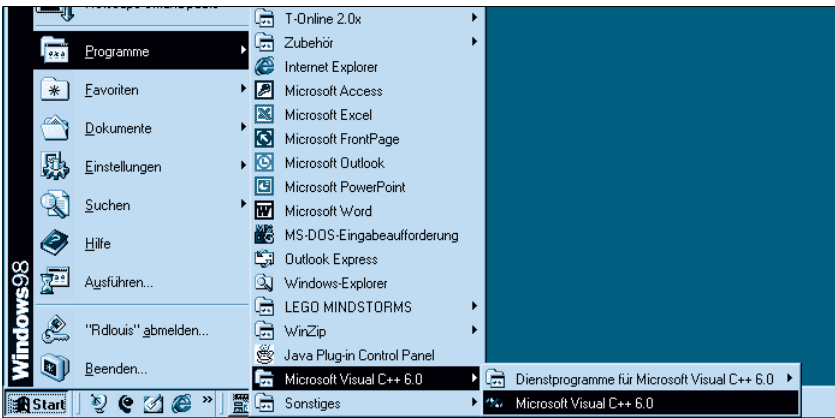 T-Online 2.0x
Zubehör
Internet Explorer
Microsoft Access
Microsoft Excel
Microsoft FrontPage
Microsoft Outlook
Microsoft PowerPoint
Microsoft Word
MS-DOS-Eingabeaufforderung
Outlook Express
Windows-Explorer
LEGO MINDSTORMS
WinZip
Java Plug-in Control Panel
Microsoft Visual C++ 6.0
Sonstiges
Programme
Favoriten
Dokumente
Einstellungen
Suchen
Hilfe
Ausführen...
"Rdlouis" abmelden...
Beenden...
Windows98
Dienstprogramme für Microsoft Visual C++ 6.0
Microsoft Visual C++ 6.0
Start
»